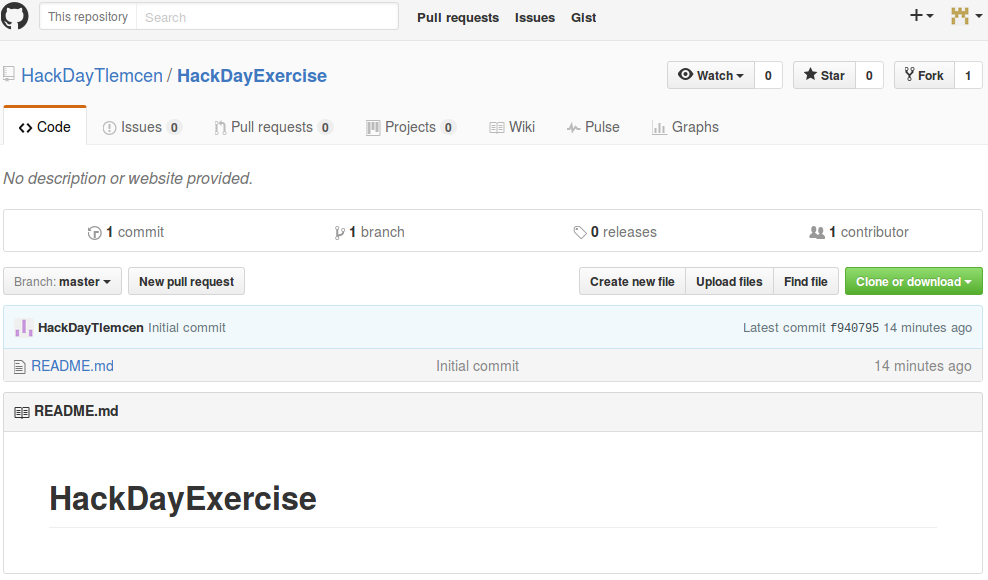 This repository Search Pull requests Issues Gist
HackDayTlemcen / HackDayExercise Watch 0 Star 0 Fork 1
Code Issues 0 Pull requests 0 Projects 0 Wiki Pulse Graphs
No description or website provided.
1 commit 1 branch 0 releases 1 contributor
Branch: master New pull request Create new file Upload files Find file Clone or download
HackDayTlemcen Initial commit Latest commit f940795 14 minutes ago
README.md Initial commit 14 minutes ago
README.md
HackDayExercise